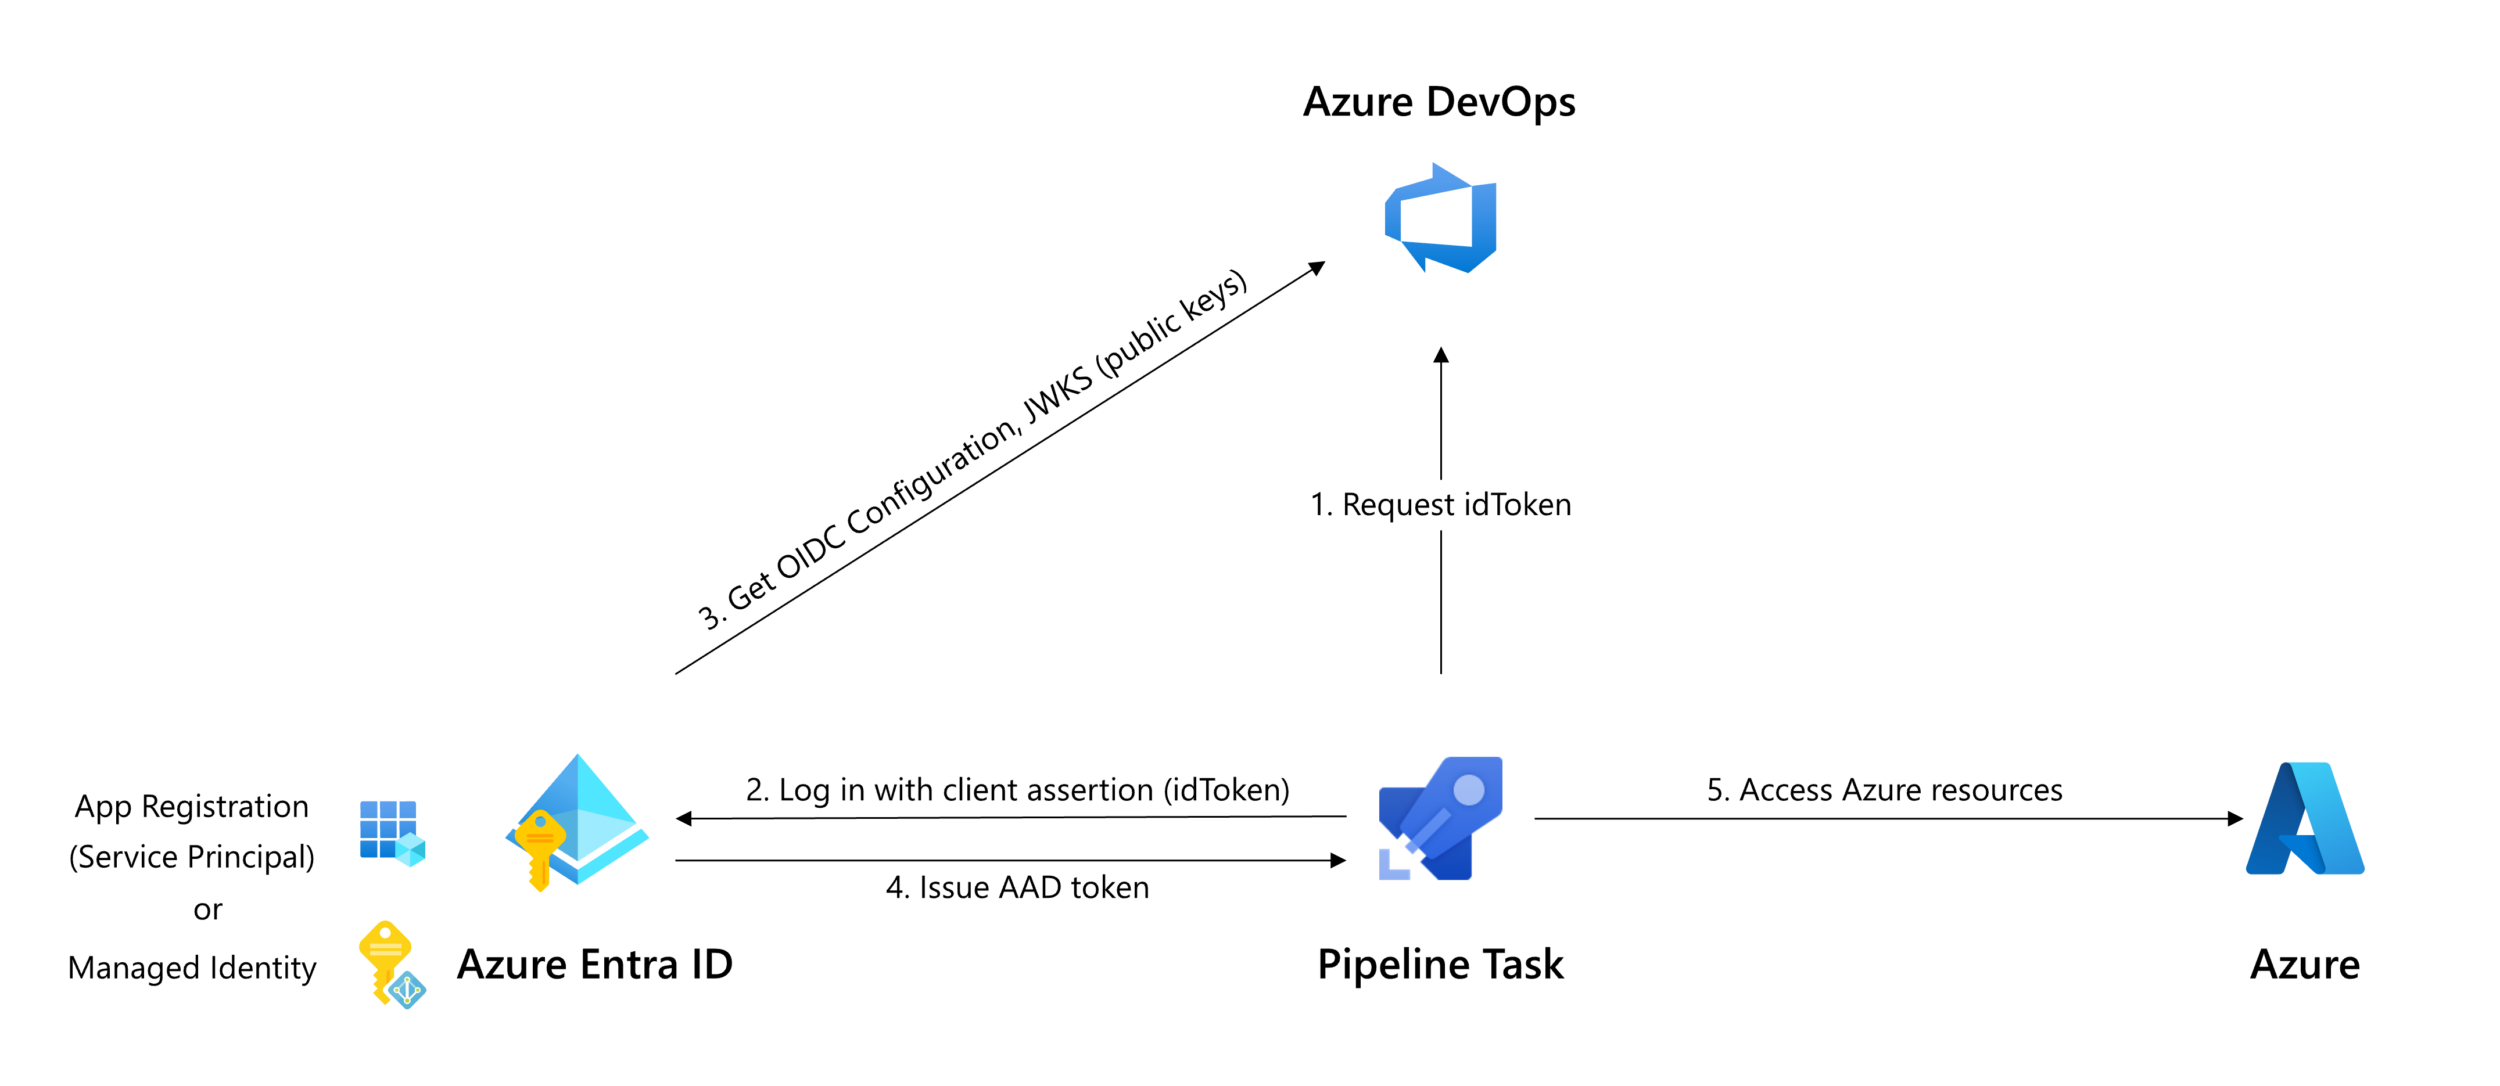 Azure DevOps
3. Get OIDC Configuration, JWKS (public keys)
1. Request idToken
2. Log in with client assertion (idToken)
5. Access Azure resources
App Registration
(Service Principal)
or
Managed Identity
4. Issue AAD token
Azure Entra ID
Pipeline Task
Azure